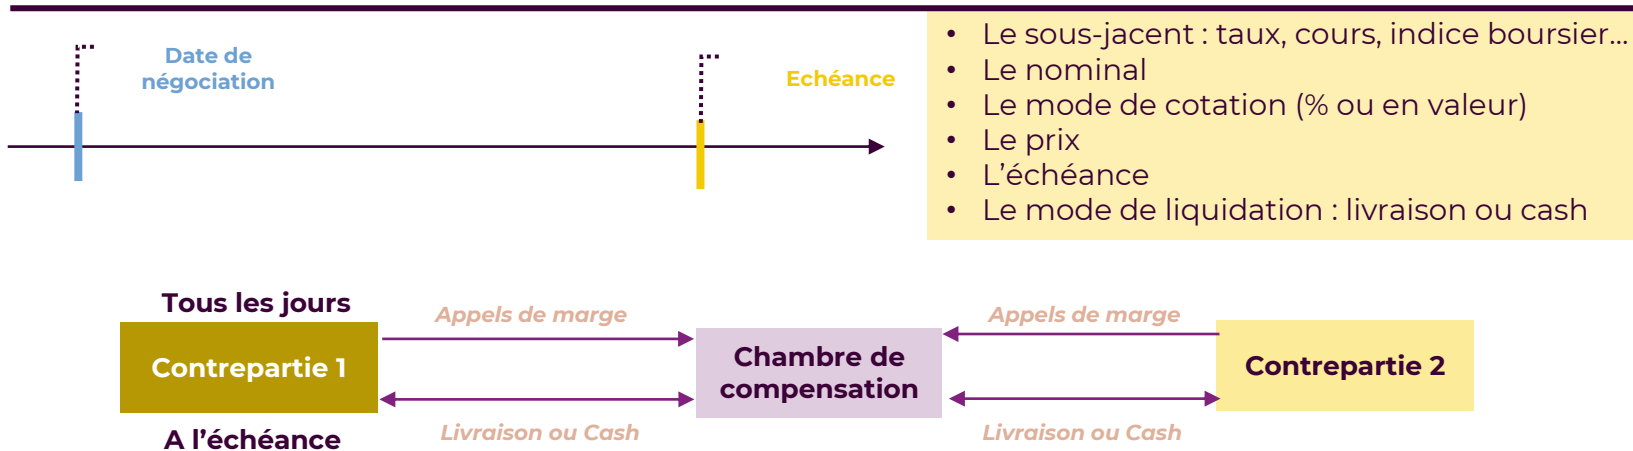 Date de
négociation
Echéance
• Le sous-jacent : taux, cours, indice boursier...
• Le nominal
• Le mode de cotation (% ou en valeur)
• Le prix
• L'échéance
• Le mode de liquidation : livraison ou cash
Tous les jours
Appels de marge
Appels de marge
Contrepartie 1
Chambre de
compensation
Contrepartie 2
A l'échéance
Livraison ou Cash
Livraison ou Cash